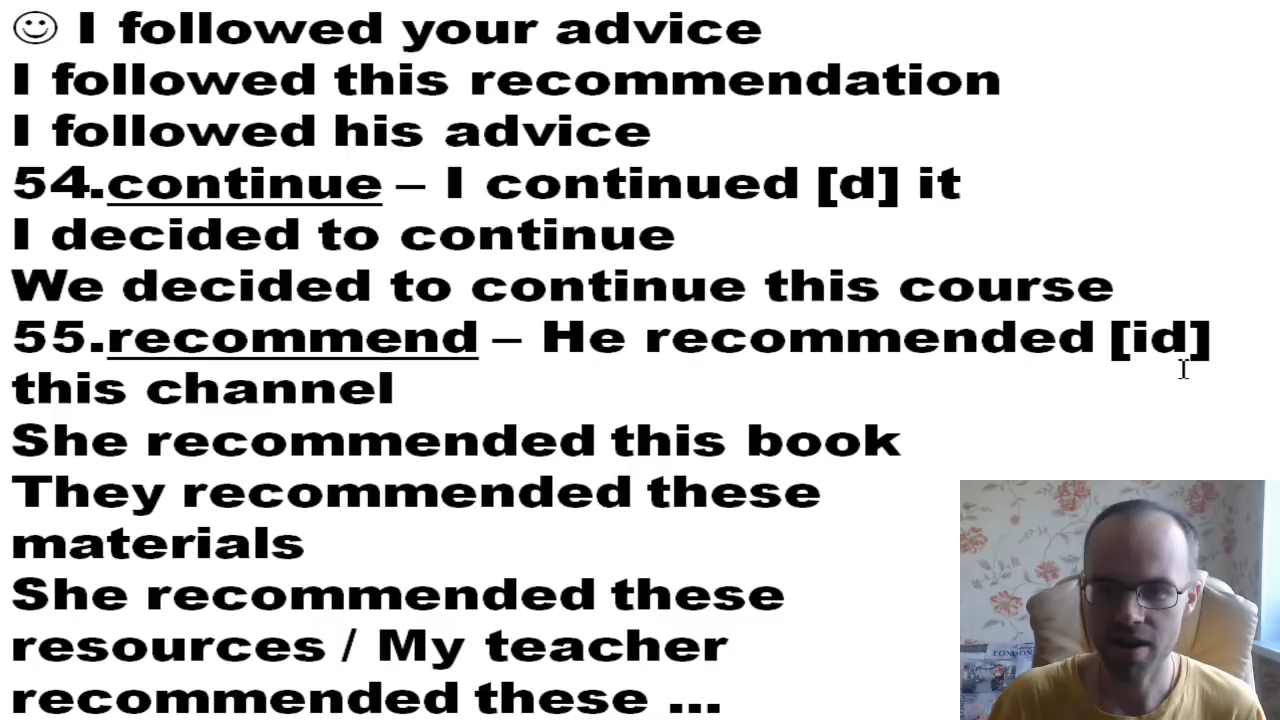 ☺ I followed your advice
I followed this recommendation
I followed his advice
54.continue – I continued [d] it
I decided to continue
We decided to continue this course
55.recommend – He recommended [id]
this channel
She recommended this book
They recommended these
materials
She recommended these
resources / My teacher
recommended these ...
LONDON